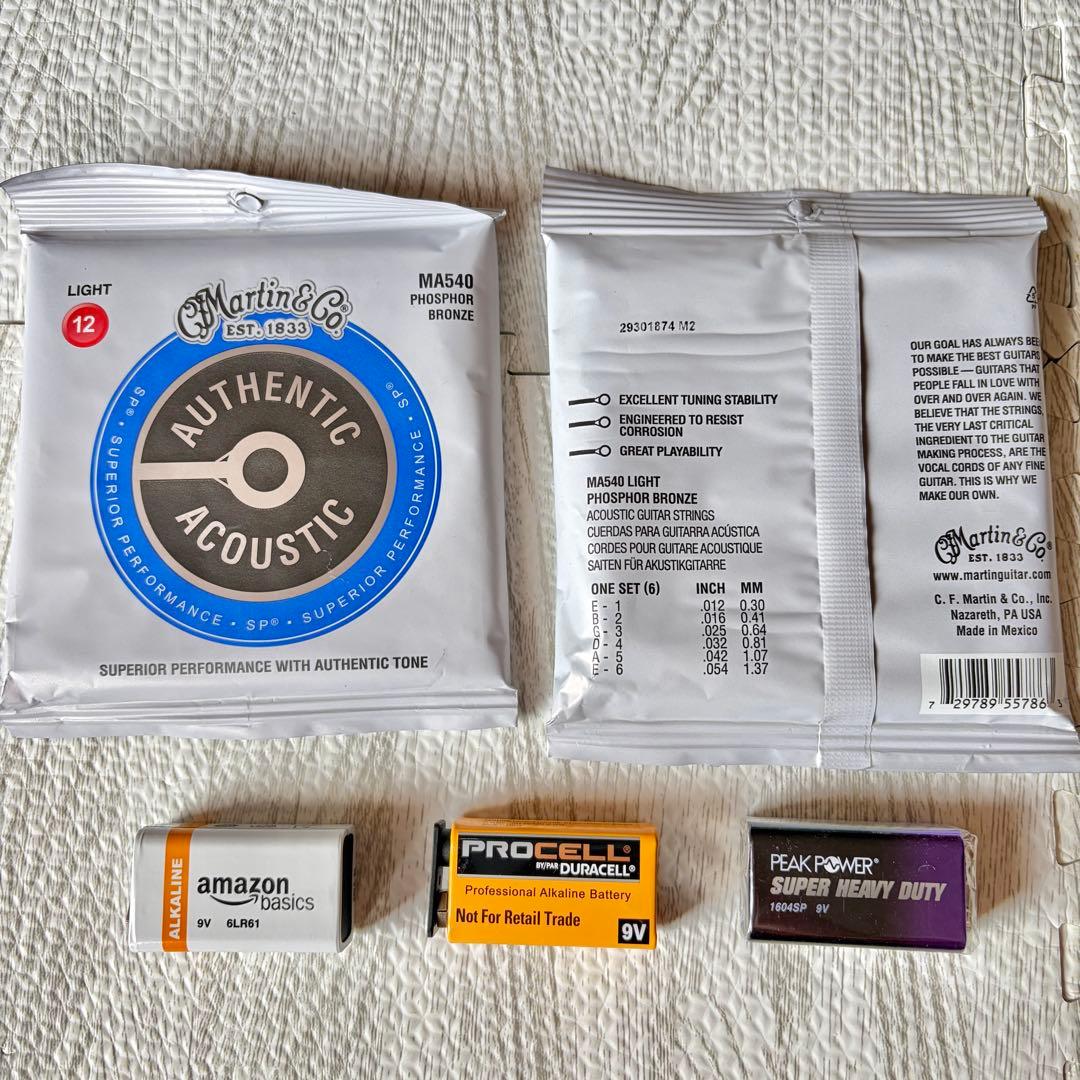 LIGHT
12
MA540
PHOSPHOR
BRONZE
CFMartin&Co.®
EST. 1833
AUTHENTIC
ACOUSTIC
SP® • SUPERIOR PERFORMANCE • SP® • SUPERIOR PERFORMANCE • SP®
SUPERIOR PERFORMANCE WITH AUTHENTIC TONE
29301874 M2
EXCELLENT TUNING STABILITY
ENGINEERED TO RESIST
CORROSION
GREAT PLAYABILITY
MA540 LIGHT
PHOSPHOR BRONZE
ACOUSTIC GUITAR STRINGS
CUERDAS PARA GUITARRA ACÚSTICA
CORDES POUR GUITARE ACOUSTIQUE
SAITEN FÜR AKUSTIKGITARRE
ONE SET (6) INCH MM
E - 1 .012 0.30
B - 2 .016 0.41
G - 3 .025 0.64
D - 4 .032 0.81
A - 5 .042 1.07
E - 6 .054 1.37
OUR GOAL HAS ALWAYS BEE
TO MAKE THE BEST GUITARS
POSSIBLE — GUITARS THAT
PEOPLE FALL IN LOVE WITH
OVER AND OVER AGAIN. WE
BELIEVE THAT THE STRINGS,
THE VERY LAST CRITICAL
INGREDIENT TO THE GUITAR
MAKING PROCESS, ARE THE
VOCAL CORDS OF ANY FINE
GUITAR. THIS IS WHY WE
MAKE OUR OWN.
CFMartin&Co.®
EST. 1833
www.martinguitar.com
C. F. Martin & Co., Inc.
Nazareth, PA USA
Made in Mexico
7 29789 55786 3
ALKALINE
amazon
basics
9V 6LR61
PROCELL®
BY/PAR DURACELL®
Professional Alkaline Battery
Not For Retail Trade
9V
PEAK POWER®
SUPER HEAVY DUTY
1604SP 9V